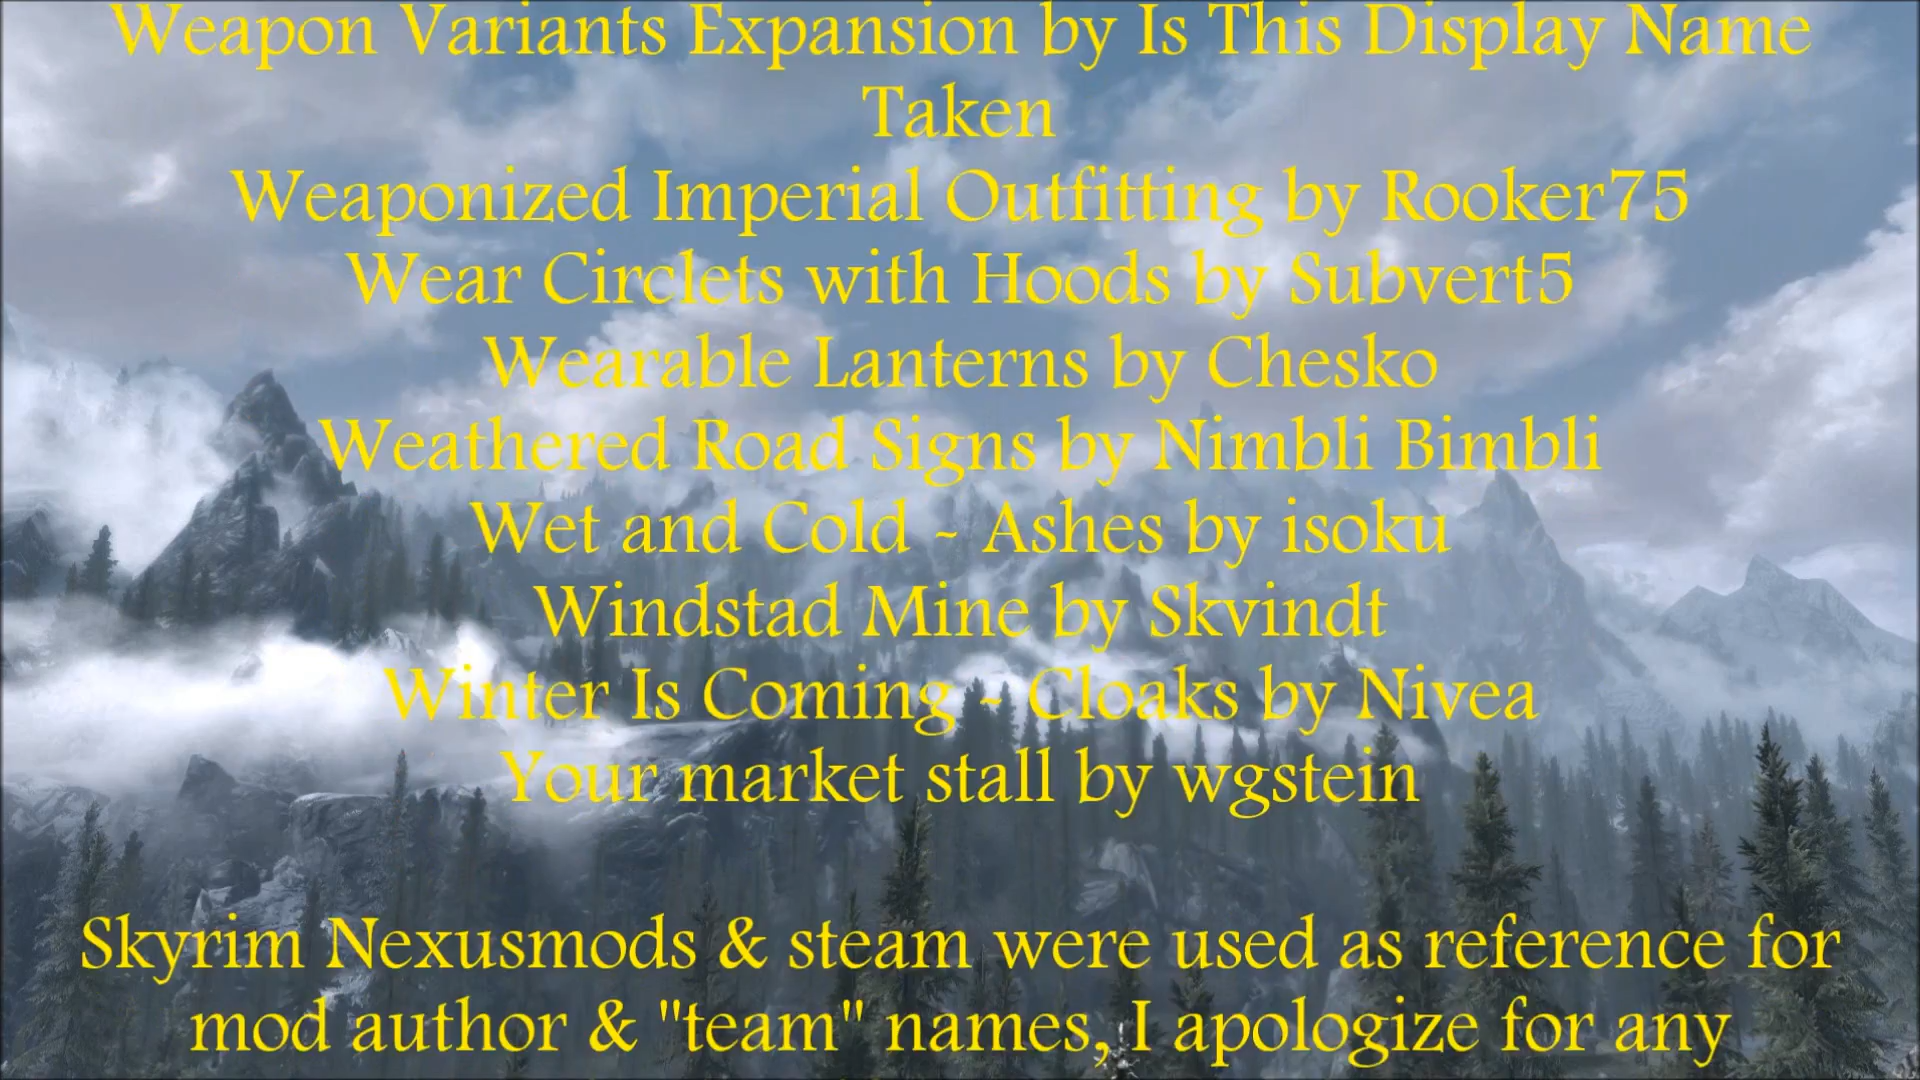 Weapon Variants Expansion by Is This Display Name
Taken
Weaponized Imperial Outfitting by Rooker75
Wear Circlets with Hoods by Subvert5
Wearable Lanterns by Chesko
Weathered Road Signs by Nimbli Bimbli
Wet and Cold - Ashes by isoku
Windstad Mine by Skvindt
Winter Is Coming - Cloaks by Nivea
Your market stall by wgstein
Skyrim Nexusmods & steam were used as reference for
mod author & "team" names, I apologize for any